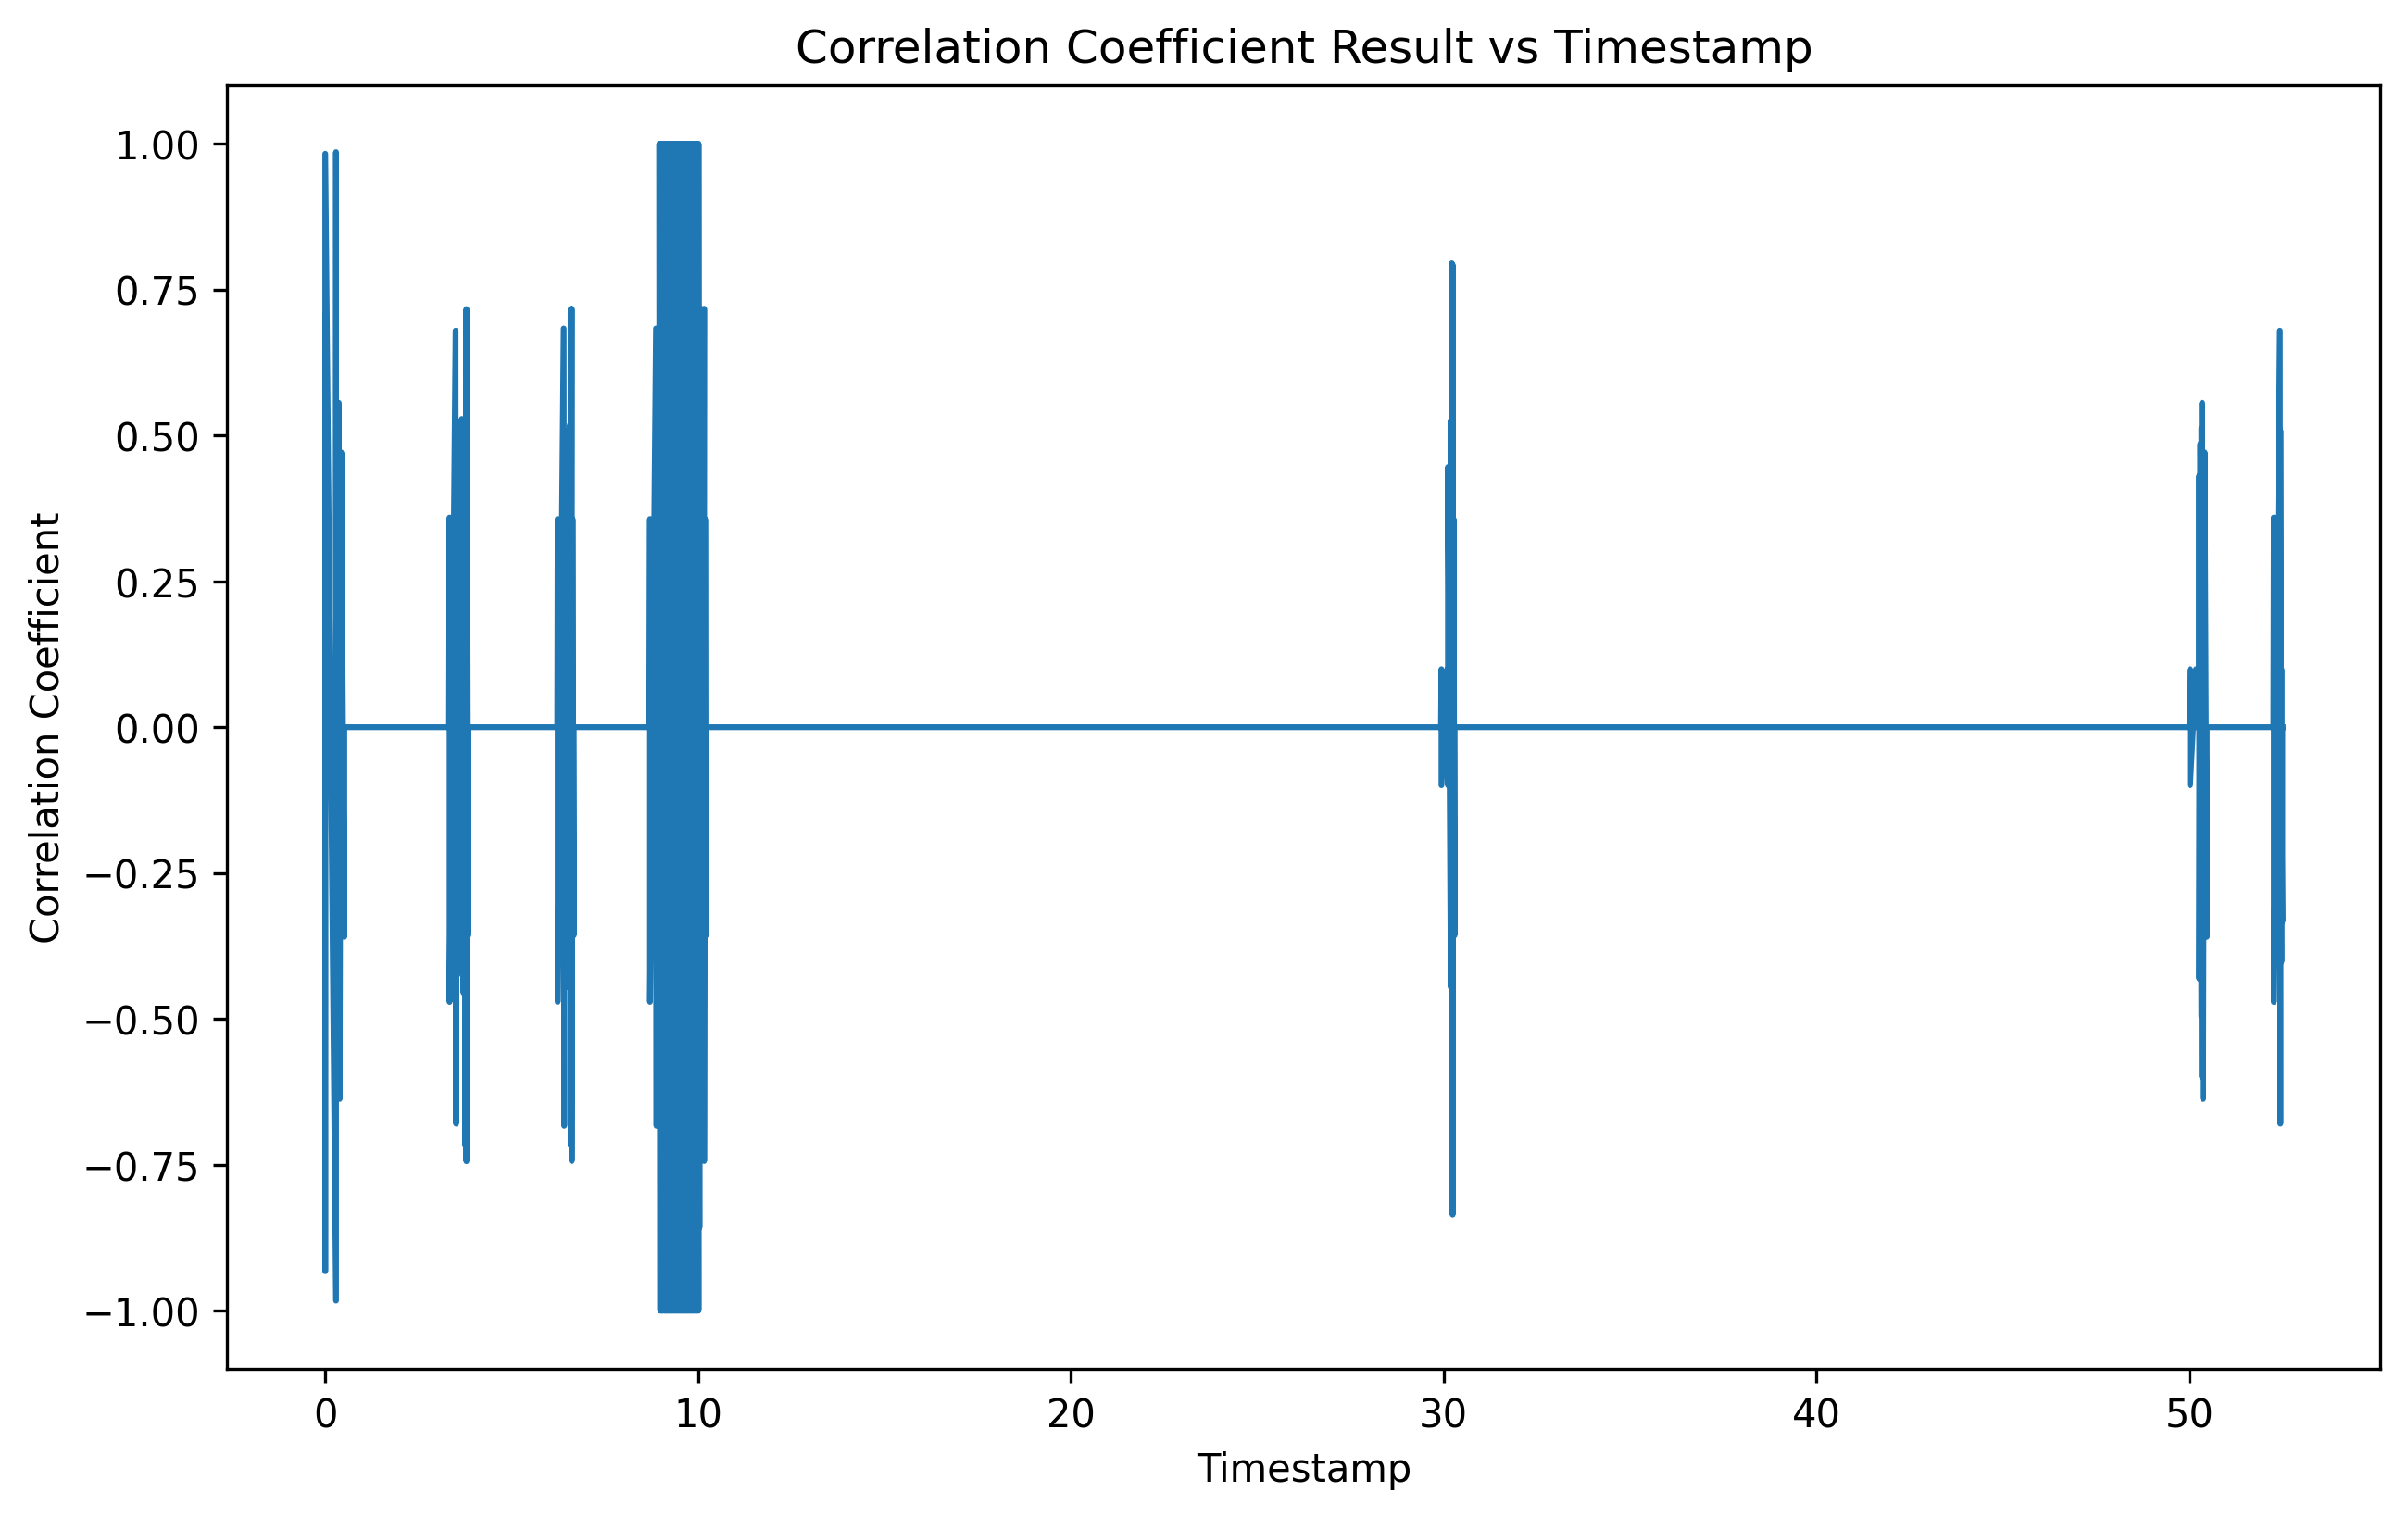 Correlation Coefficient Result vs Timestamp
Correlation Coefficient
1.00
0.75
0.50
0.25
0.00
−0.25
−0.50
−0.75
−1.00
0 10 20 30 40 50
Timestamp